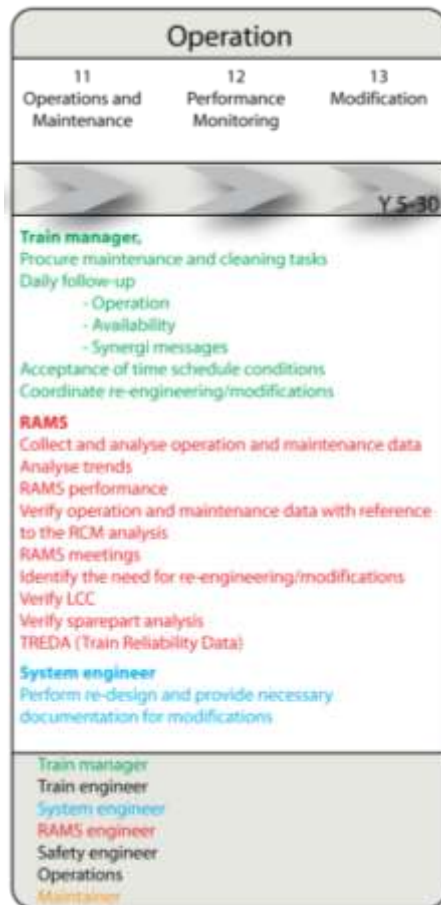 Operation
11
Operations and
Maintenance
12
Performance
Monitoring
13
Modification
Y 5-30
Train manager,
Procure maintenance and cleaning tasks
Daily follow-up
- Operation
- Availability
- Synergi messages
Acceptance of time schedule conditions
Coordinate re-engineering/modifications
RAMS
Collect and analyse operation and maintenance data
Analyse trends
RAMS performance
Verify operation and maintenance data with reference
to the RCM analysis
RAMS meetings
Identify the need for re-engineering/modifications
Verify LCC
Verify sparepart analysis
TREDA (Train Reliability Data)
System engineer
Perform re-design and provide necessary
documentation for modifications
Train manager
Train engineer
System engineer
RAMS engineer
Safety engineer
Operations
Maintainer